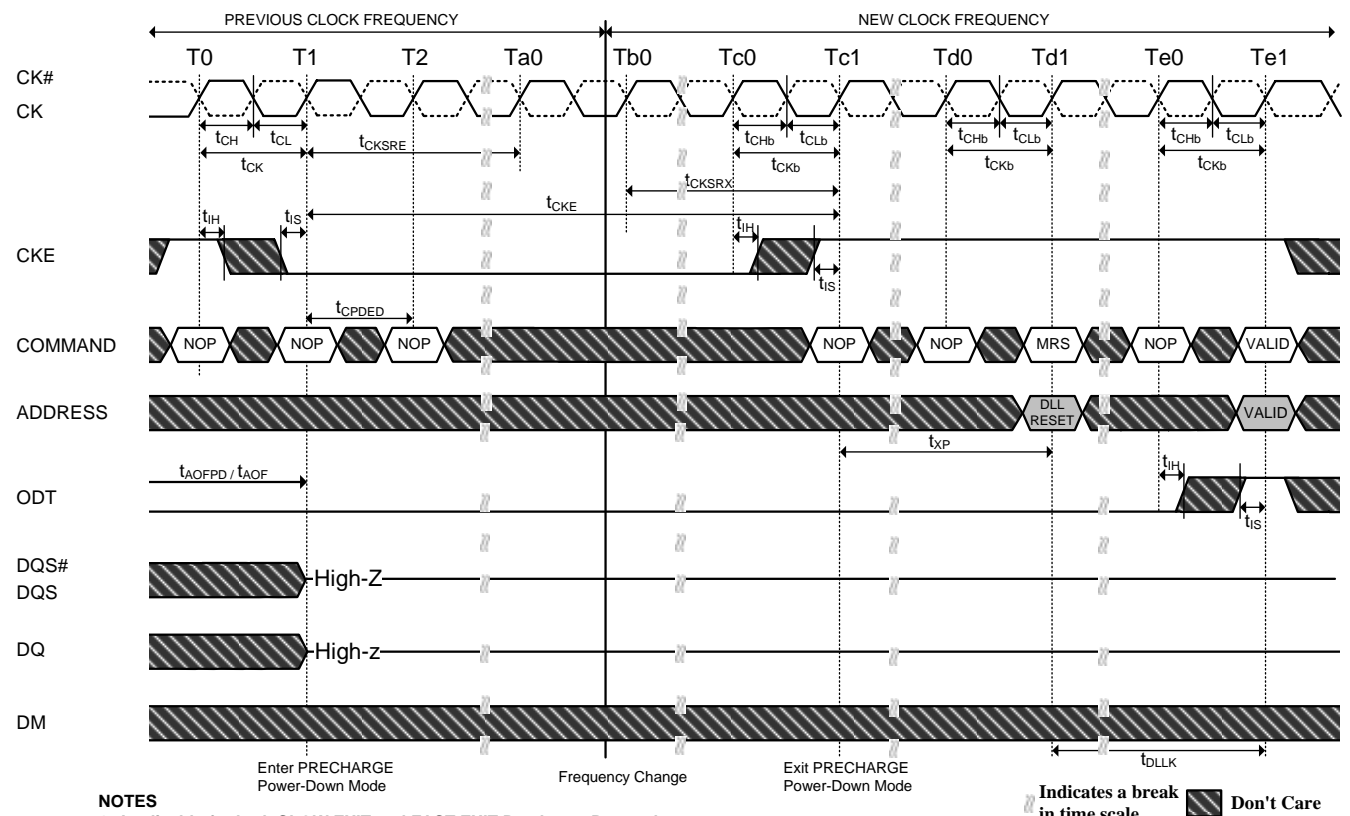 PREVIOUS CLOCK FREQUENCY NEW CLOCK FREQUENCY
T0 T1 T2 Ta0 Tb0 Tc0 Tc1 Td0 Td1 Te0 Te1
CK#
CK
tCH tCL tCHb tCLb tCHb tCLb tCHb tCLb
tCK tCKSRE tCKb tCKb tCKb
tCKSRX
tCKE
tIH tIS tIH
CKE
tIS
tCPDED
COMMAND NOP NOP NOP NOP NOP MRS NOP VALID
ADDRESS DLL RESET VALID
tXP
tAOFPD / tAOF tIH
ODT
tIS
DQS#
DQS High-Z
DQ High-z
DM
tDLLK
Enter PRECHARGE
Power-Down Mode
Frequency Change
Exit PRECHARGE
Power-Down Mode
NOTES
Indicates a break
in time scale
Don't Care